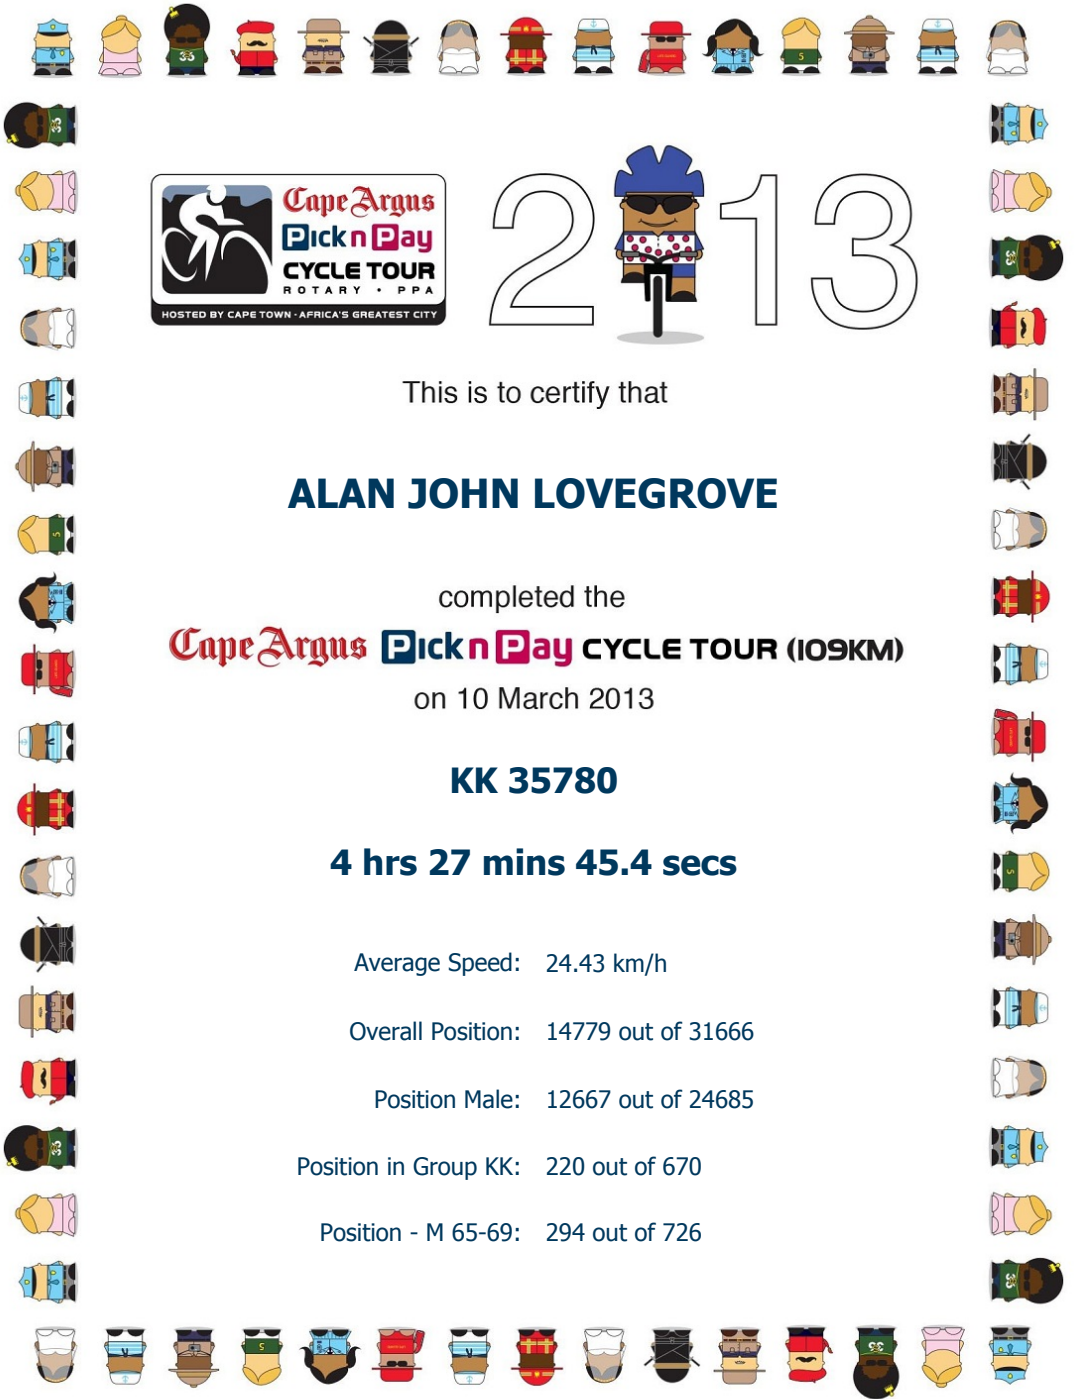 Cape Argus
Pick n Pay
CYCLE TOUR
ROTARY • PPA
HOSTED BY CAPE TOWN - AFRICA'S GREATEST CITY
2 13
This is to certify that
ALAN JOHN LOVEGROVE
completed the
Cape Argus Pick n Pay CYCLE TOUR (109KM)
on 10 March 2013
KK 35780
4 hrs 27 mins 45.4 secs
Average Speed: 24.43 km/h
Overall Position: 14779 out of 31666
Position Male: 12667 out of 24685
Position in Group KK: 220 out of 670
Position - M 65-69: 294 out of 726